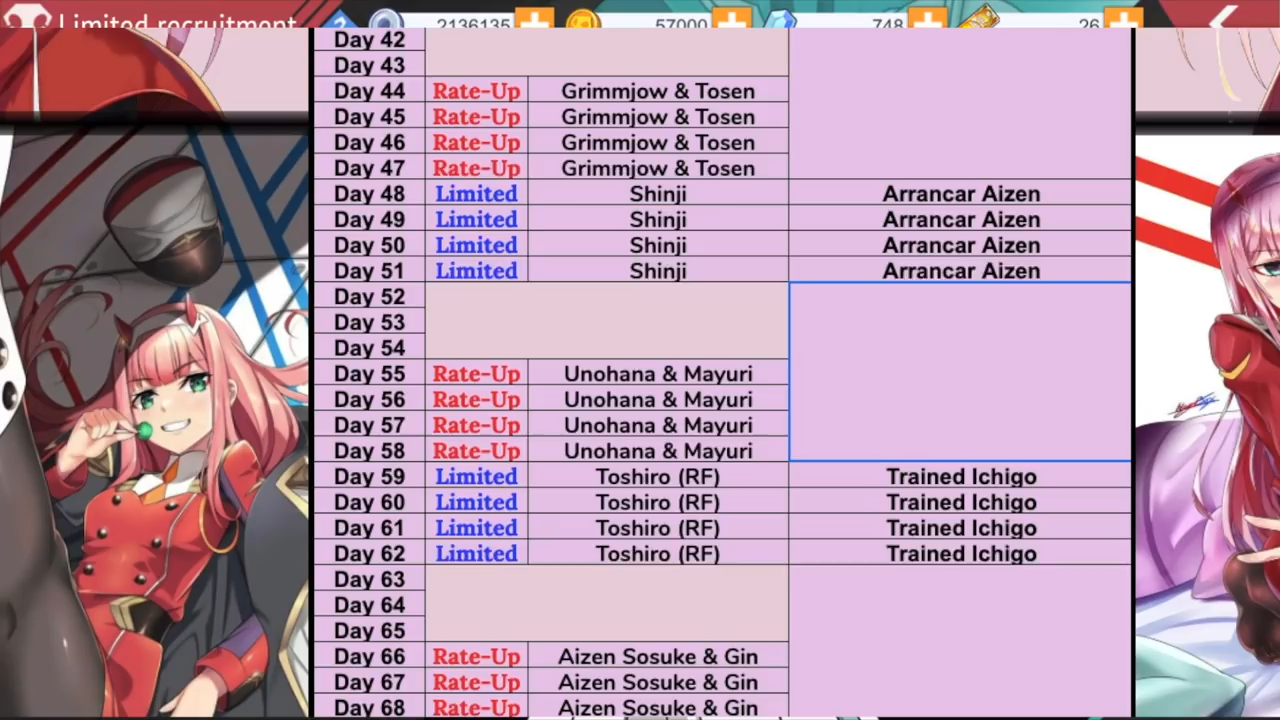 Limited recruitment 2136135 57000 748 26
Day 42
Day 43
Day 44 Rate-Up Grimmjow & Tosen
Day 45 Rate-Up Grimmjow & Tosen
Day 46 Rate-Up Grimmjow & Tosen
Day 47 Rate-Up Grimmjow & Tosen
Day 48 Limited Shinji Arrancar Aizen
Day 49 Limited Shinji Arrancar Aizen
Day 50 Limited Shinji Arrancar Aizen
Day 51 Limited Shinji Arrancar Aizen
Day 52
Day 53
Day 54
Day 55 Rate-Up Unohana & Mayuri
Day 56 Rate-Up Unohana & Mayuri
Day 57 Rate-Up Unohana & Mayuri
Day 58 Rate-Up Unohana & Mayuri
Day 59 Limited Toshiro (RF) Trained Ichigo
Day 60 Limited Toshiro (RF) Trained Ichigo
Day 61 Limited Toshiro (RF) Trained Ichigo
Day 62 Limited Toshiro (RF) Trained Ichigo
Day 63
Day 64
Day 65
Day 66 Rate-Up Aizen Sosuke & Gin
Day 67 Rate-Up Aizen Sosuke & Gin
Day 68 Rate-Up Aizen Sosuke & Gin